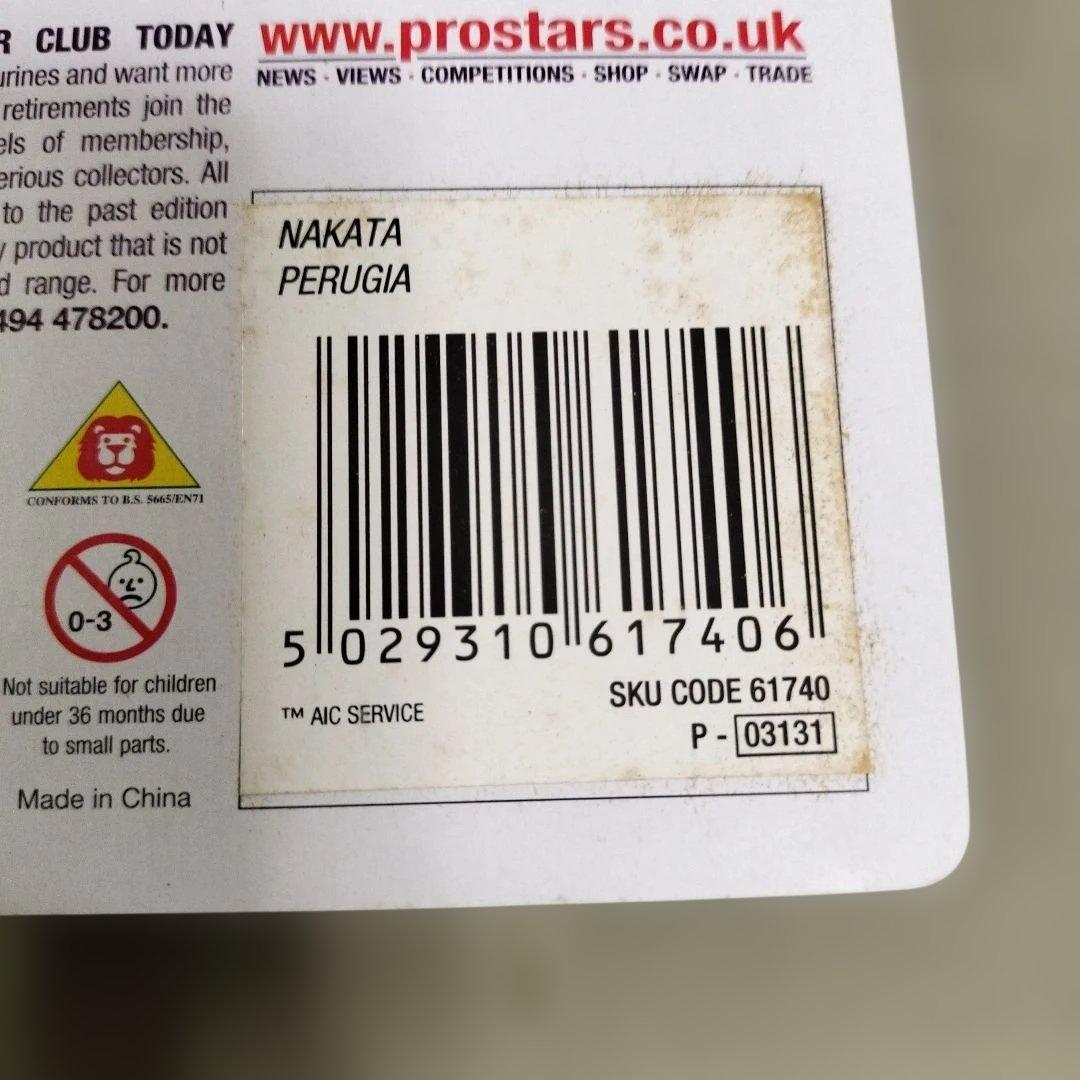 R CLUB TODAY
urines and want more
retirements join the
els of membership,
erious collectors. All
to the past edition
y product that is not
d range. For more
494 478200.
www.prostars.co.uk
NEWS · VIEWS · COMPETITIONS · SHOP · SWAP · TRADE
NAKATA
PERUGIA
5 029310 617406
™ AIC SERVICE
SKU CODE 61740
P - 03131
CONFORMS TO B.S. 5665/EN71
0-3
Not suitable for children
under 36 months due
to small parts.
Made in China